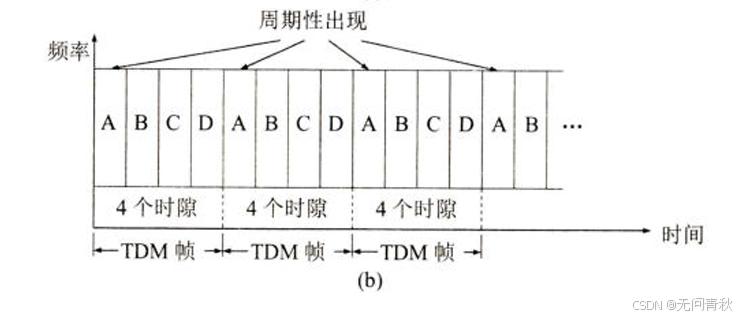 周期性出现
频率
A B C D A B C D A B C D A B …
4 个时隙 4 个时隙 4 个时隙
时间
TDM 帧 TDM 帧 TDM 帧
(b)
CSDN @无问青秋